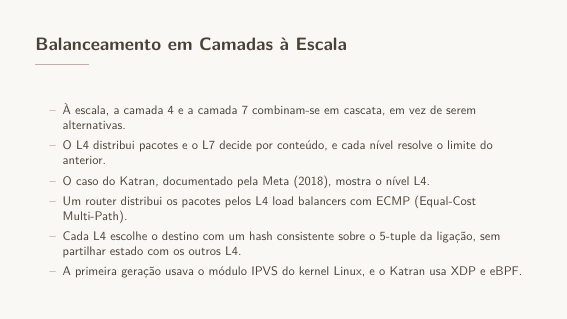 Balanceamento em Camadas à Escala
– À escala, a camada 4 e a camada 7 combinam-se em cascata, em vez de serem
alternativas.
– O L4 distribui pacotes e o L7 decide por conteúdo, e cada nível resolve o limite do
anterior.
– O caso do Katran, documentado pela Meta (2018), mostra o nível L4.
– Um router distribui os pacotes pelos L4 load balancers com ECMP (Equal-Cost
Multi-Path).
– Cada L4 escolhe o destino com um hash consistente sobre o 5-tuple da ligação, sem
partilhar estado com os outros L4.
– A primeira geração usava o módulo IPVS do kernel Linux, e o Katran usa XDP e eBPF.